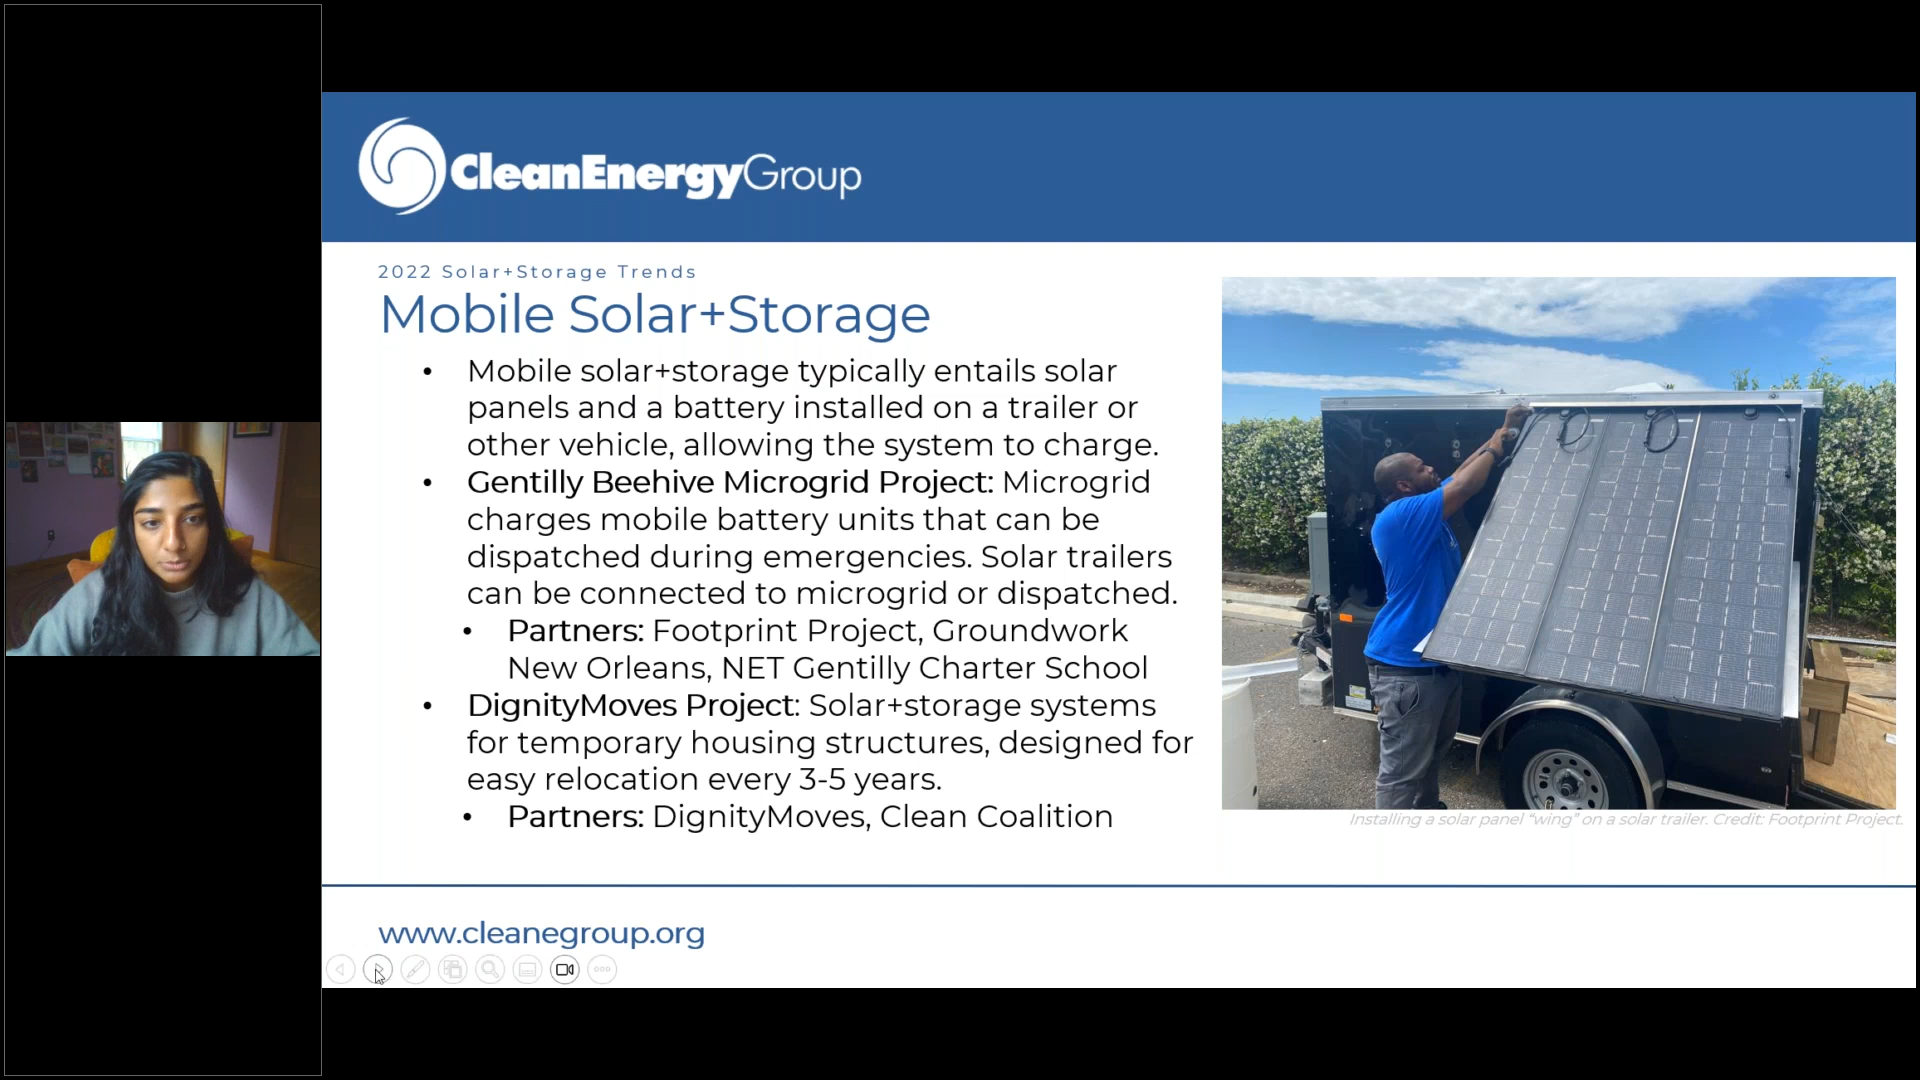 CleanEnergyGroup
2022 Solar+Storage Trends
Mobile Solar+Storage
• Mobile solar+storage typically entails solar
panels and a battery installed on a trailer or
other vehicle, allowing the system to charge.
• Gentilly Beehive Microgrid Project: Microgrid
charges mobile battery units that can be
dispatched during emergencies. Solar trailers
can be connected to microgrid or dispatched.
• Partners: Footprint Project, Groundwork
New Orleans, NET Gentilly Charter School
• DignityMoves Project: Solar+storage systems
for temporary housing structures, designed for
easy relocation every 3-5 years.
• Partners: DignityMoves, Clean Coalition
Installing a solar panel “wing” on a solar trailer. Credit: Footprint Project.
www.cleanegroup.org